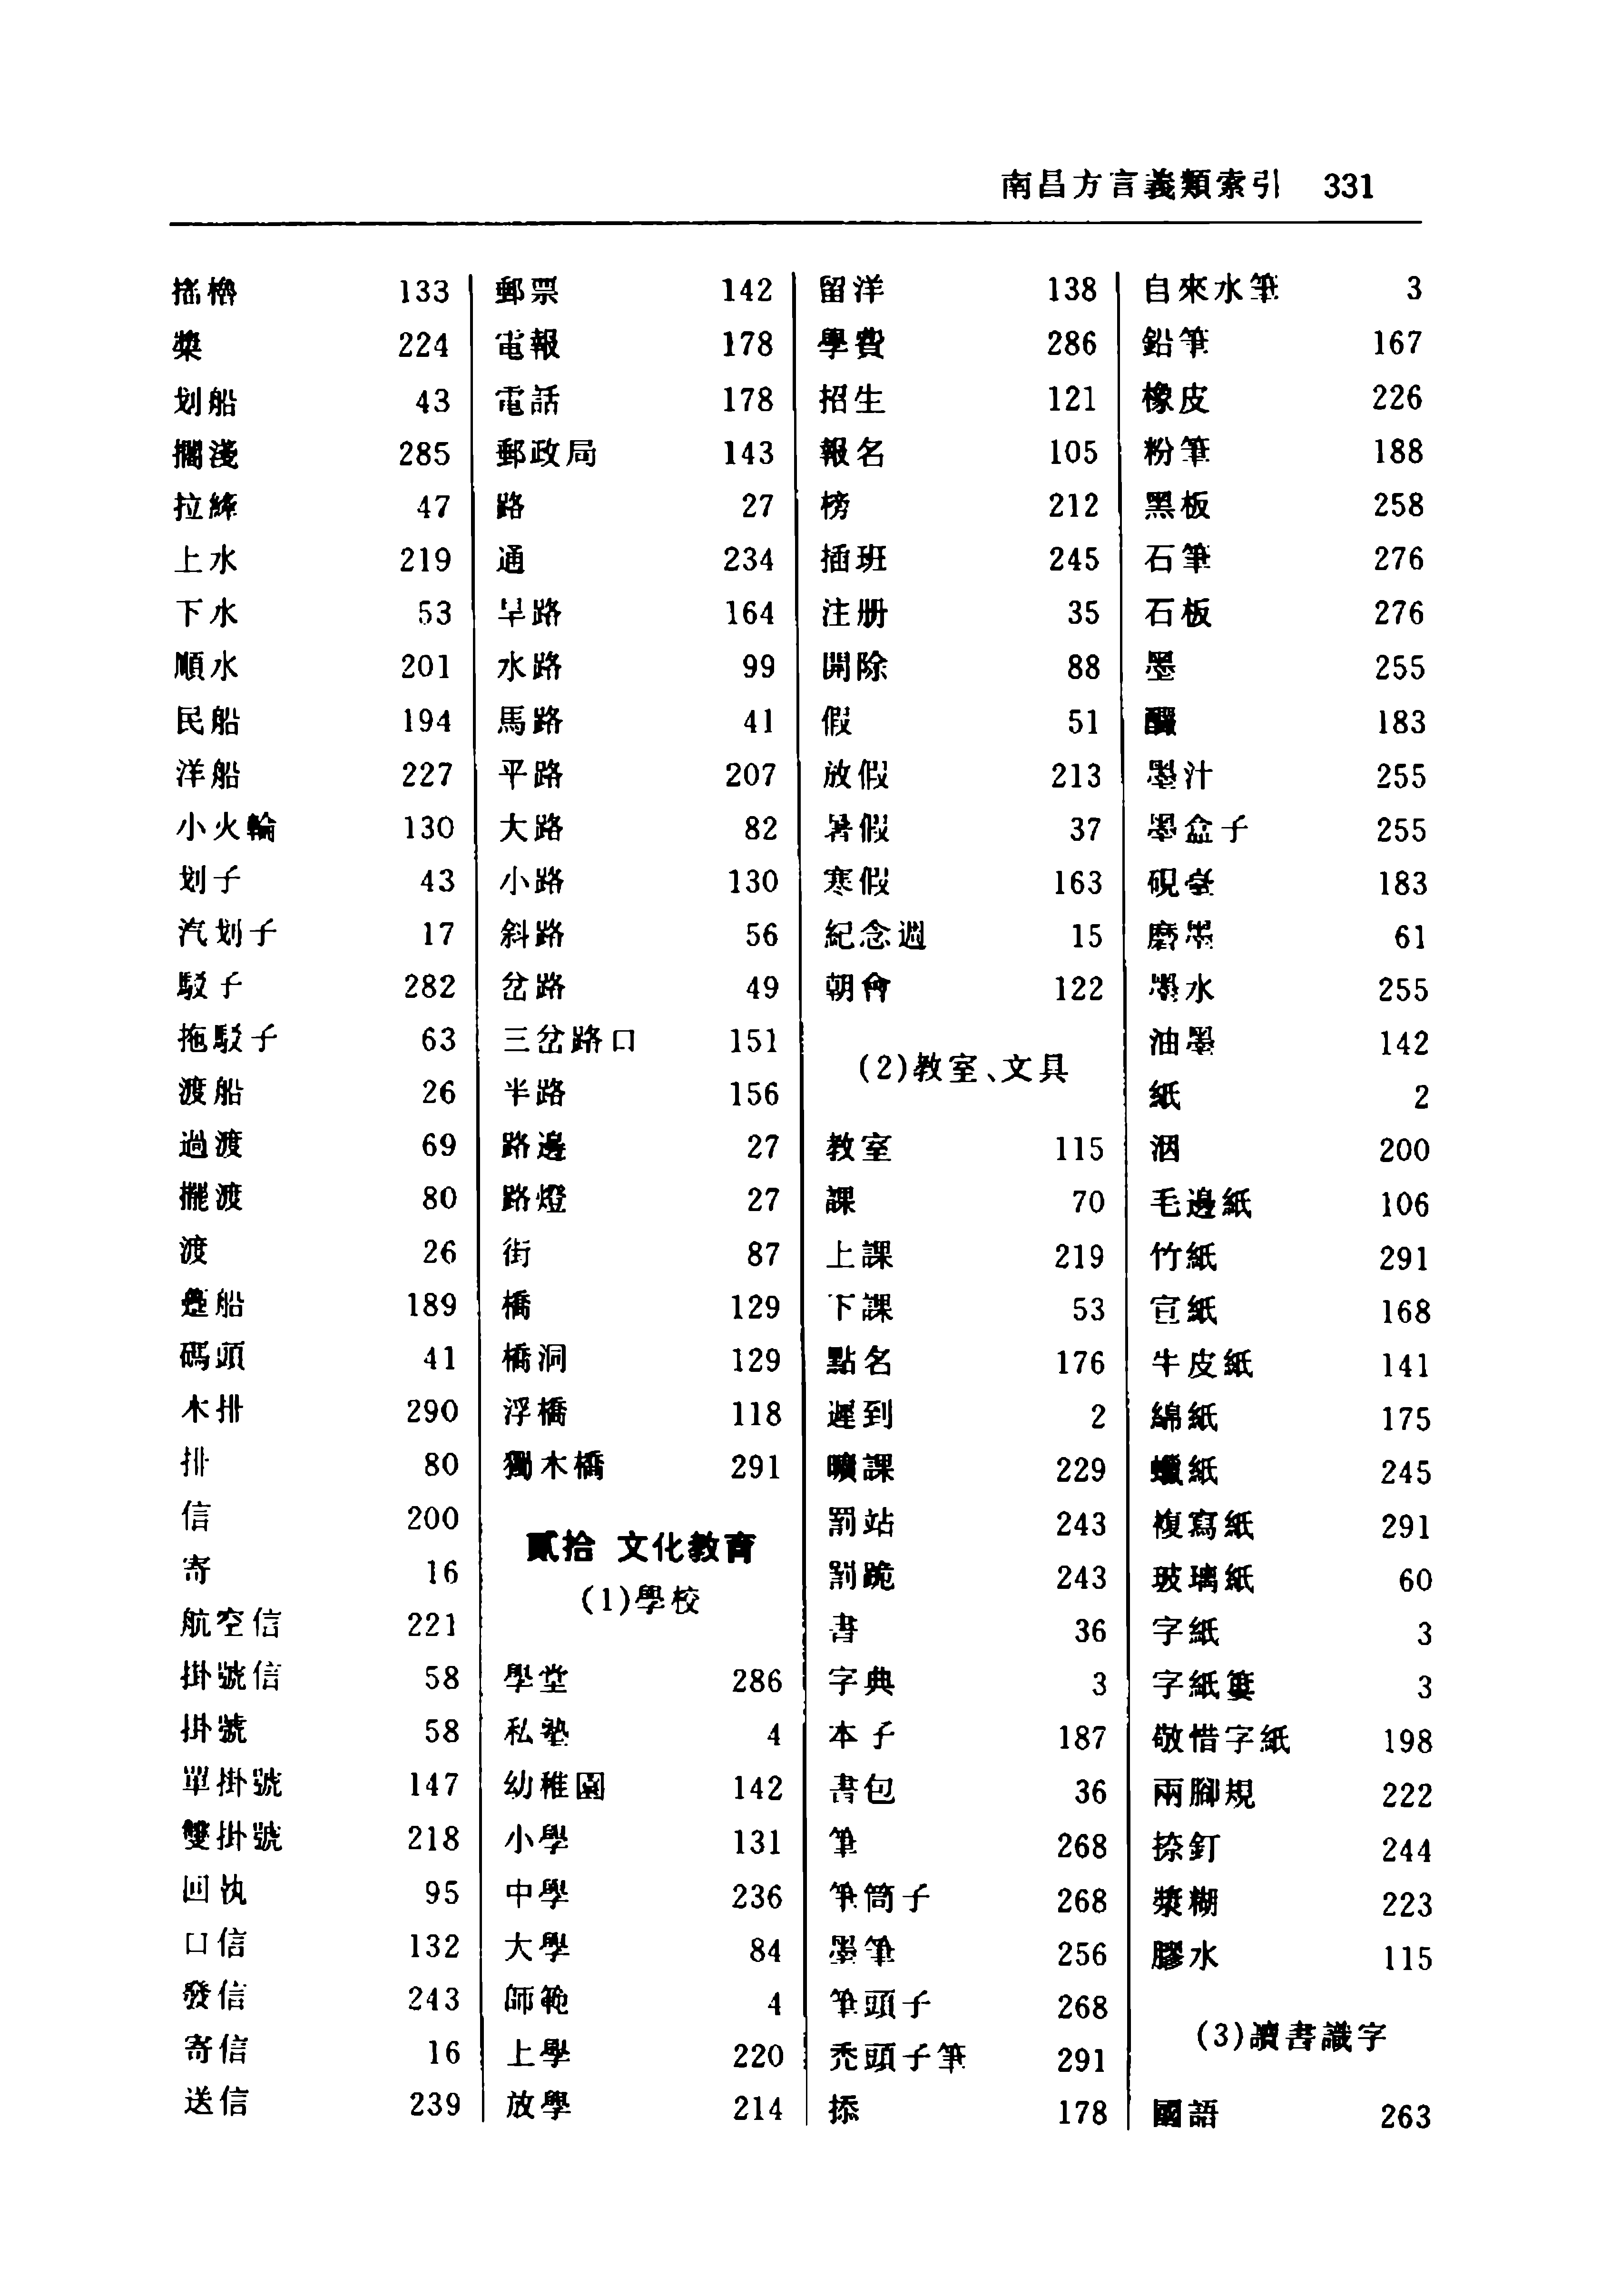 南昌方言義類索引 331
搖櫓 133
槳 224
划船 43
擱淺 285
拉縴 47
上水 219
下水 53
順水 201
民船 194
洋船 227
小火輪 130
划子 43
汽划子 17
駁子 282
拖駁子 63
渡船 26
過渡 69
擺渡 80
渡 26
躉船 189
碼頭 41
木排 290
排 80
信 200
寄 16
航空信 221
掛號信 58
掛號 58
單掛號 147
雙掛號 218
回執 95
口信 132
發信 243
寄信 16
送信 239
郵票 142
電報 178
電話 178
郵政局 143
路 27
通 234
旱路 164
水路 99
馬路 41
平路 207
大路 82
小路 130
斜路 56
岔路 49
三岔路口 151
半路 156
路邊 27
路燈 27
街 87
橋 129
橋洞 129
浮橋 118
獨木橋 291
貳拾 文化教育
(1)學校
學堂 286
私塾 4
幼稚園 142
小學 131
中學 236
大學 84
師範 4
上學 220
放學 214
留洋 138
學費 286
招生 121
報名 105
榜 212
插班 245
注册 35
開除 88
假 51
放假 213
暑假 37
寒假 163
紀念週 15
朝會 122
(2)教室、文具
教室 115
課 70
上課 219
下課 53
點名 176
遲到 2
曠課 229
罰站 243
罰跪 243
書 36
字典 3
本子 187
書包 36
筆 268
筆筒子 268
墨筆 256
筆頭子 268
禿頭子筆 291
掭 178
自來水筆 3
鉛筆 167
橡皮 226
粉筆 188
黑板 258
石筆 276
石板 276
墨 255
釅 183
墨汁 255
墨盒子 255
硯臺 183
磨墨 61
墨水 255
油墨 142
紙 2
洇 200
毛邊紙 106
竹紙 291
宣紙 168
牛皮紙 141
綿紙 175
蠟紙 245
複寫紙 291
玻璃紙 60
字紙 3
字紙簍 3
敬惜字紙 198
兩腳規 222
捺釘 244
漿糊 223
膠水 115
(3)讀書識字
國語 263